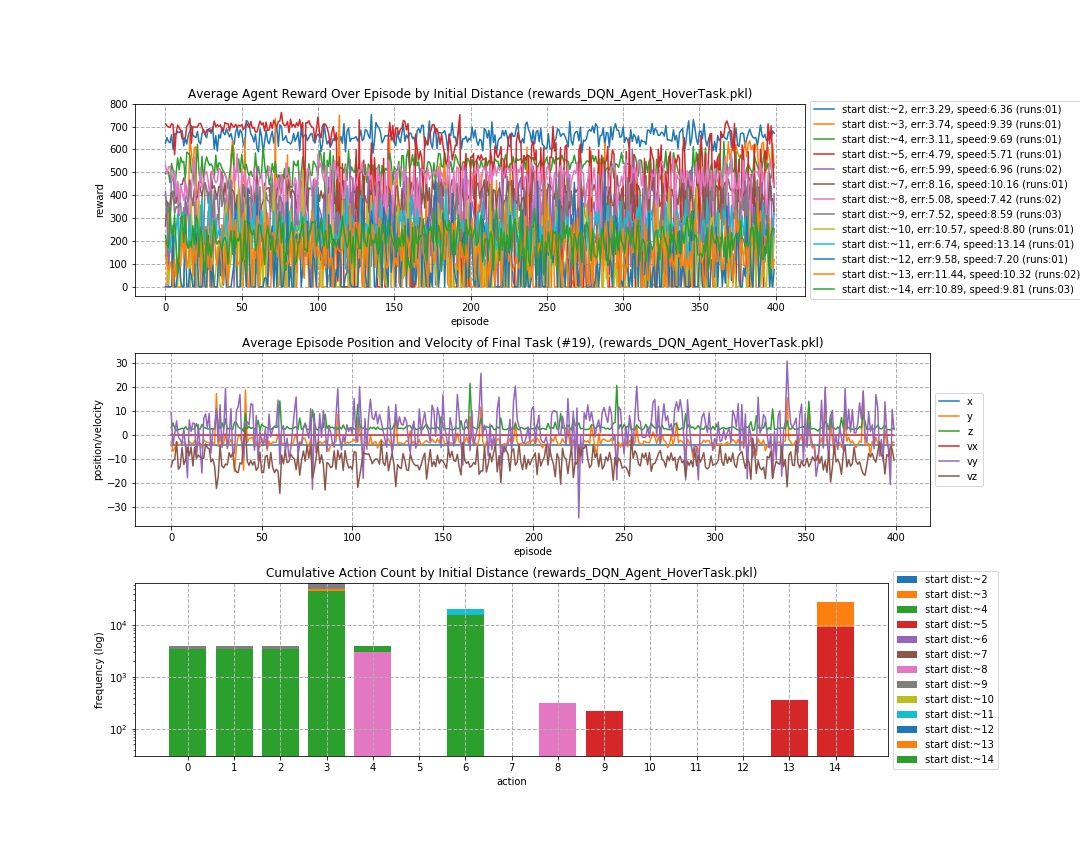 Average Agent Reward Over Episode by Initial Distance (rewards_DQN_Agent_HoverTask.pkl)
800
700
600
500
400
300
200
100
0
reward
0 50 100 150 200 250 300 350 400
episode
start dist:~2, err:3.29, speed:6.36 (runs:01)
start dist:~3, err:3.74, speed:9.39 (runs:01)
start dist:~4, err:3.11, speed:9.69 (runs:01)
start dist:~5, err:4.79, speed:5.71 (runs:01)
start dist:~6, err:5.99, speed:6.96 (runs:02)
start dist:~7, err:8.16, speed:10.16 (runs:01)
start dist:~8, err:5.08, speed:7.42 (runs:02)
start dist:~9, err:7.52, speed:8.59 (runs:03)
start dist:~10, err:10.57, speed:8.80 (runs:01)
start dist:~11, err:6.74, speed:13.14 (runs:01)
start dist:~12, err:9.58, speed:7.20 (runs:01)
start dist:~13, err:11.44, speed:10.32 (runs:02)
start dist:~14, err:10.89, speed:9.81 (runs:03)
Average Episode Position and Velocity of Final Task (#19), (rewards_DQN_Agent_HoverTask.pkl)
30
20
10
0
−10
−20
−30
position/velocity
0 50 100 150 200 250 300 350 400
episode
x
y
z
vx
vy
vz
Cumulative Action Count by Initial Distance (rewards_DQN_Agent_HoverTask.pkl)
10⁴
10³
10²
frequency (log)
0 1 2 3 4 5 6 7 8 9 10 11 12 13 14
action
start dist:~2
start dist:~3
start dist:~4
start dist:~5
start dist:~6
start dist:~7
start dist:~8
start dist:~9
start dist:~10
start dist:~11
start dist:~12
start dist:~13
start dist:~14